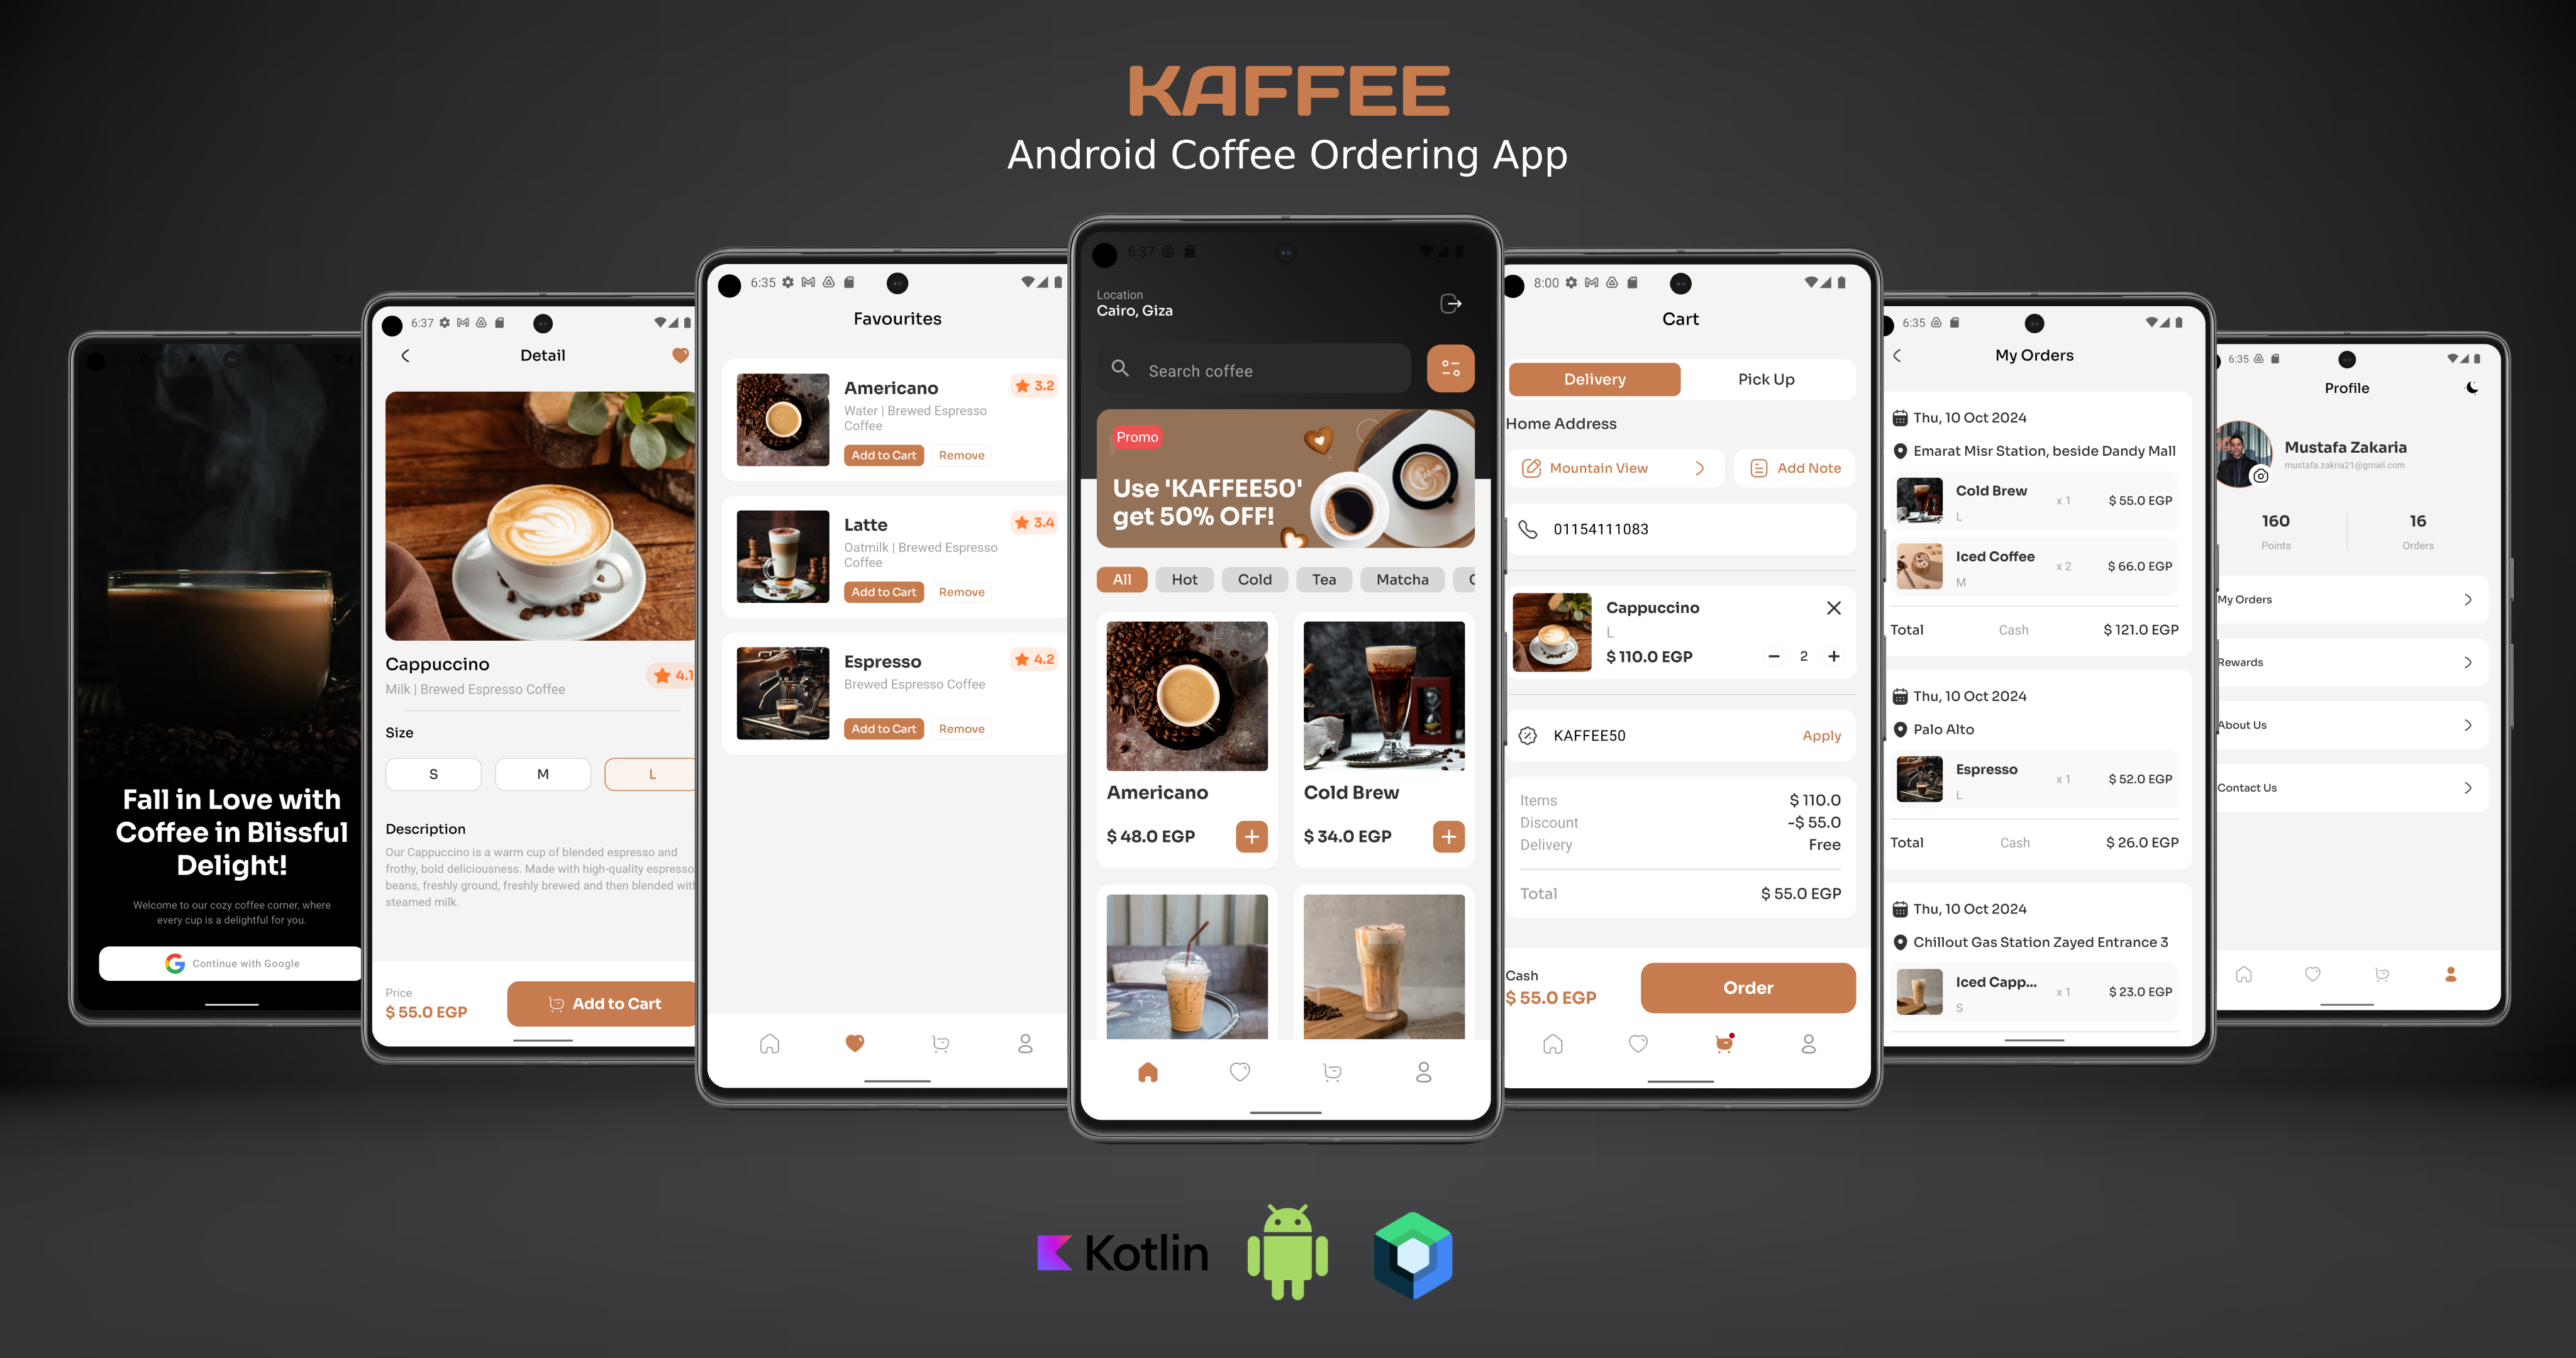 KAFFEE
Android Coffee Ordering App
Fall in Love with
Coffee in Blissful
Delight!
Welcome to our cozy coffee corner, where
every cup is a delightful for you.
Continue with Google
6:37
Detail
Cappuccino
4.1
Milk | Brewed Espresso Coffee
Size
S
M
L
Description
Our Cappuccino is a warm cup of blended espresso and
frothy, bold deliciousness. Made with high-quality espresso
beans, freshly ground, freshly brewed and then blended with
steamed milk.
Price
$ 55.0 EGP
Add to Cart
6:35
Favourites
Americano
3.2
Water | Brewed Espresso
Coffee
Add to Cart
Remove
Latte
3.4
Oatmilk | Brewed Espresso
Coffee
Add to Cart
Remove
Espresso
4.2
Brewed Espresso Coffee
Add to Cart
Remove
6:37
Location
Cairo, Giza
Search coffee
Promo
Use 'KAFFEE50'
get 50% OFF!
All
Hot
Cold
Tea
Matcha
Americano
$ 48.0 EGP
Cold Brew
$ 34.0 EGP
8:00
Cart
Delivery
Pick Up
Home Address
Mountain View
Add Note
01154111083
Cappuccino
L
$ 110.0 EGP
2
KAFFEE50
Apply
Items
$ 110.0
Discount
-$ 55.0
Delivery
Free
Total
$ 55.0 EGP
Cash
$ 55.0 EGP
Order
6:35
My Orders
Thu, 10 Oct 2024
Emarat Misr Station, beside Dandy Mall
Cold Brew
x 1
$ 55.0 EGP
L
Iced Coffee
x 2
$ 66.0 EGP
M
Total
Cash
$ 121.0 EGP
Thu, 10 Oct 2024
Palo Alto
Espresso
x 1
$ 52.0 EGP
L
Total
Cash
$ 26.0 EGP
Thu, 10 Oct 2024
Chillout Gas Station Zayed Entrance 3
Iced Capp...
x 1
$ 23.0 EGP
S
6:35
Profile
Mustafa Zakaria
mustafa.zakria21@gmail.com
160
Points
16
Orders
My Orders
Rewards
About Us
Contact Us
Kotlin